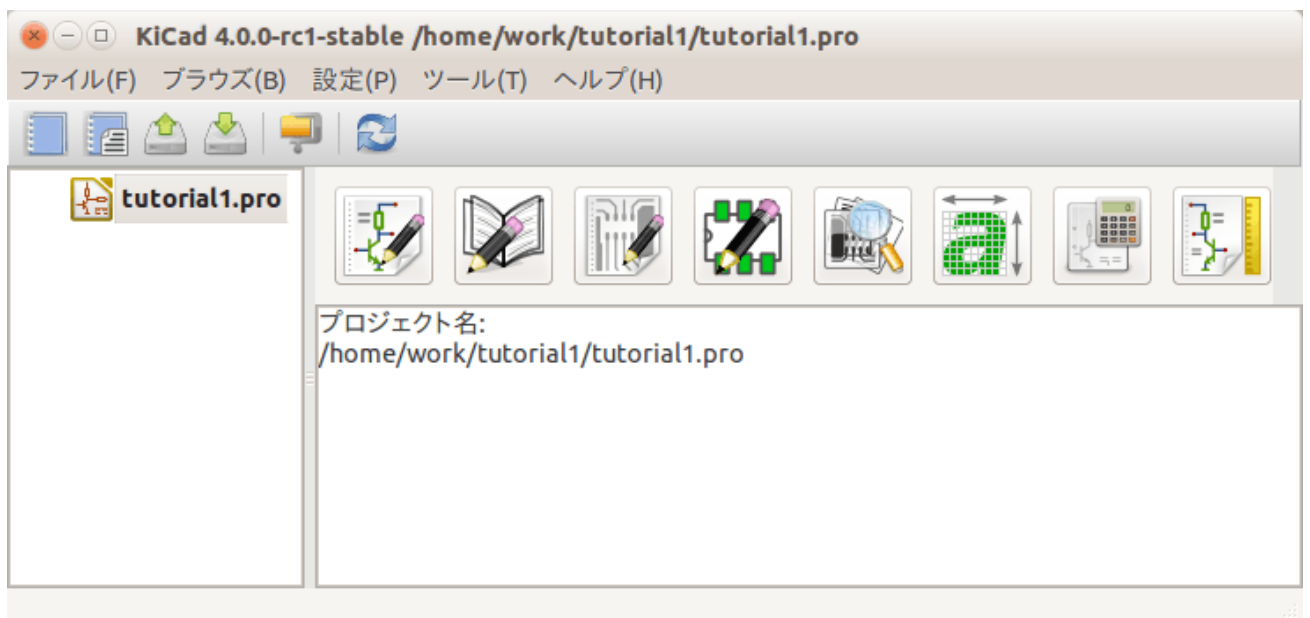 KiCad 4.0.0-rc1-stable /home/work/tutorial1/tutorial1.pro
ファイル(F) ブラウズ(B) 設定(P) ツール(T) ヘルプ(H)
tutorial1.pro
プロジェクト名:
/home/work/tutorial1/tutorial1.pro